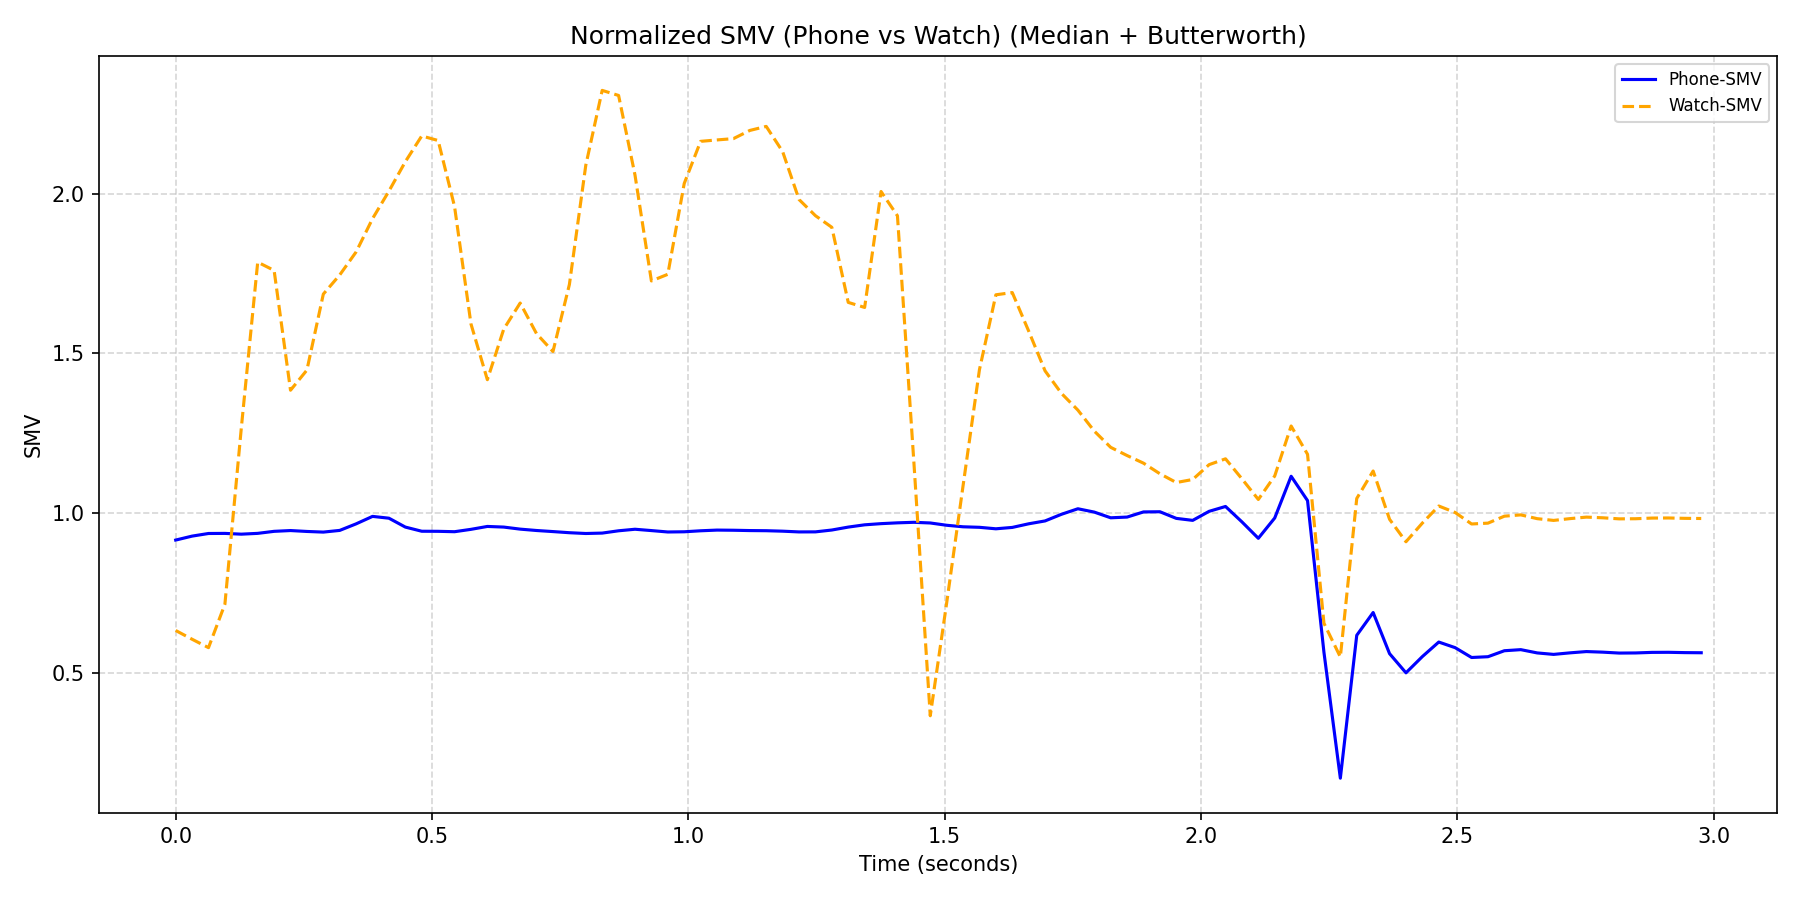 Normalized SMV (Phone vs Watch) (Median + Butterworth)
Phone-SMV
Watch-SMV
SMV
2.0
1.5
1.0
0.5
0.0
0.5
1.0
1.5
2.0
2.5
3.0
Time (seconds)